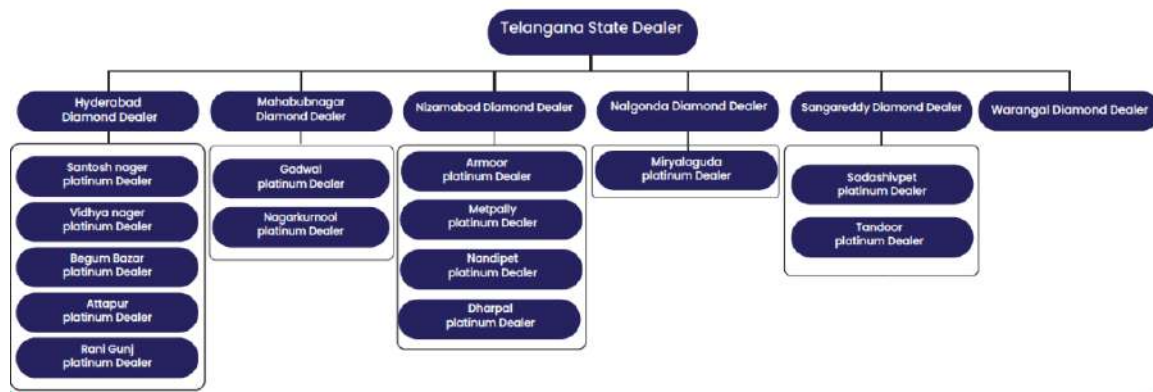 Telangana State Dealer
Hyderabad
Diamond Dealer
Mahabubnagar
Diamond Dealer
Nizamabad Diamond Dealer
Nalgonda Diamond Dealer
Sangareddy Diamond Dealer
Warangal Diamond Dealer
Santosh nager
platinum Dealer
Vidhya nager
platinum Dealer
Begum Bazar
platinum Dealer
Attapur
platinum Dealer
Rani Gunj
platinum Dealer
Gadwal
platinum Dealer
Nagarkurnool
platinum Dealer
Armoor
platinum Dealer
Metpally
platinum Dealer
Nandipet
platinum Dealer
Dharpal
platinum Dealer
Miryalaguda
platinum Dealer
Sadashivpet
platinum Dealer
Tandoor
platinum Dealer